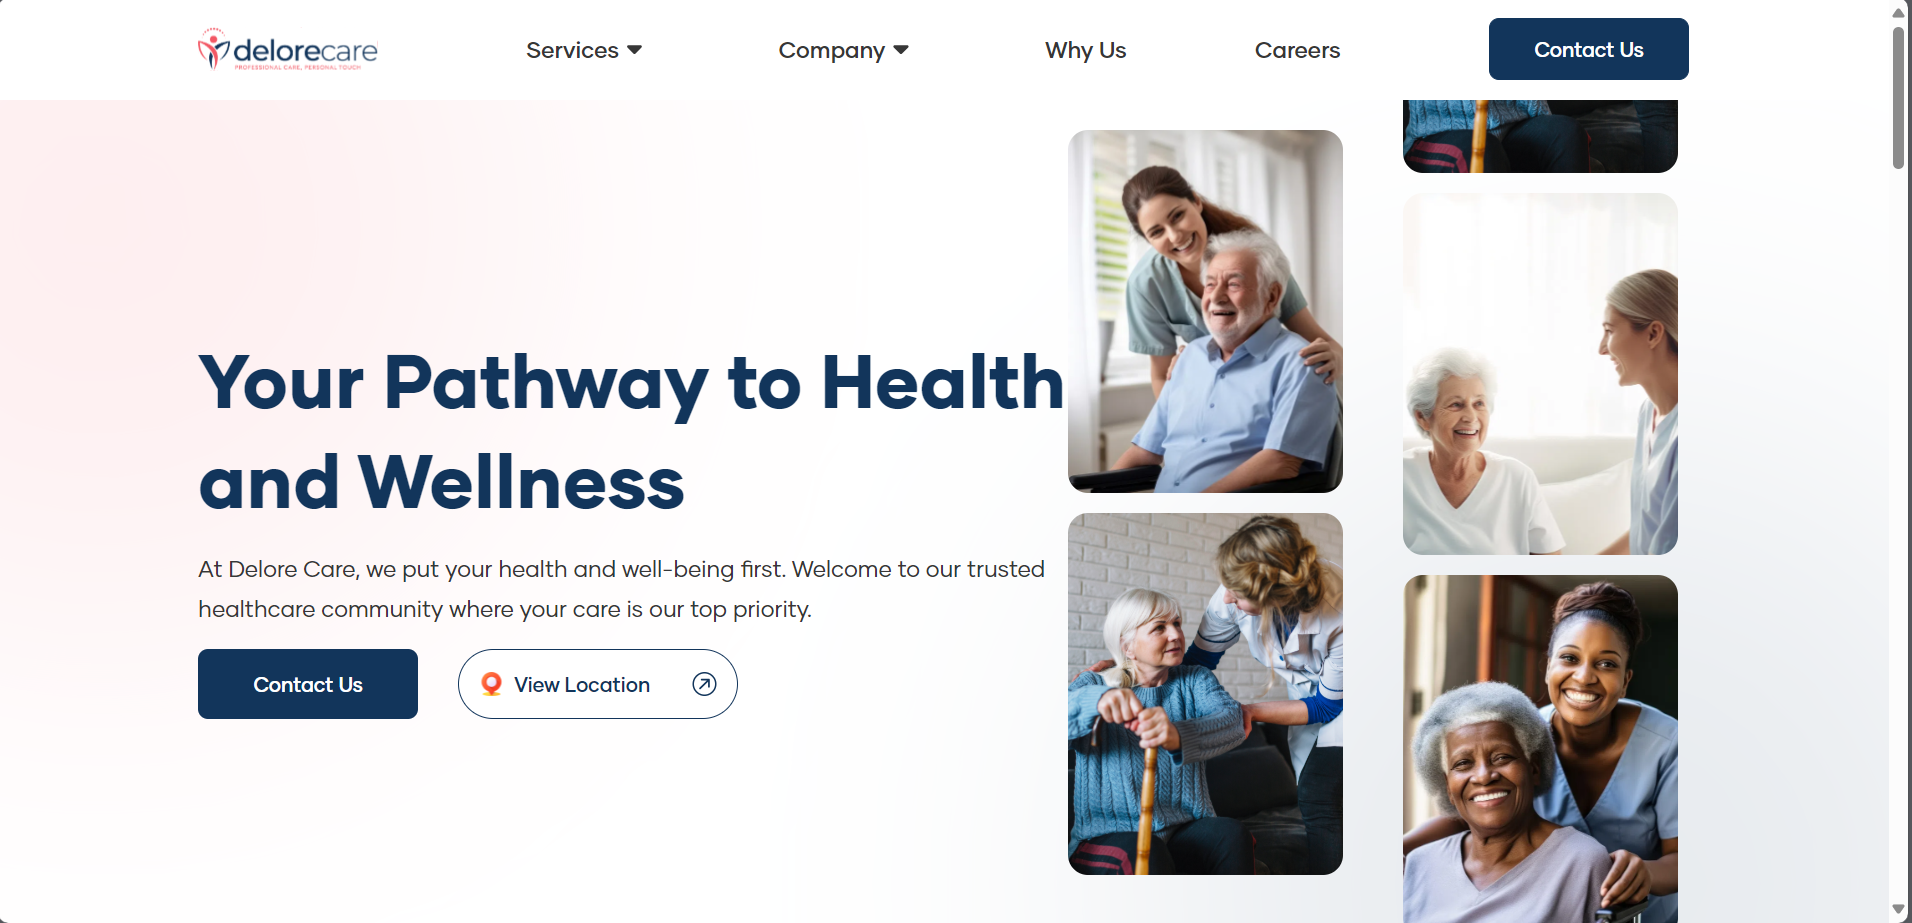 delorecare
PROFESSIONAL CARE, PERSONAL TOUCH
Services
Company
Why Us
Careers
Contact Us
Your Pathway to Health
and Wellness
At Delore Care, we put your health and well-being first. Welcome to our trusted
healthcare community where your care is our top priority.
Contact Us
View Location